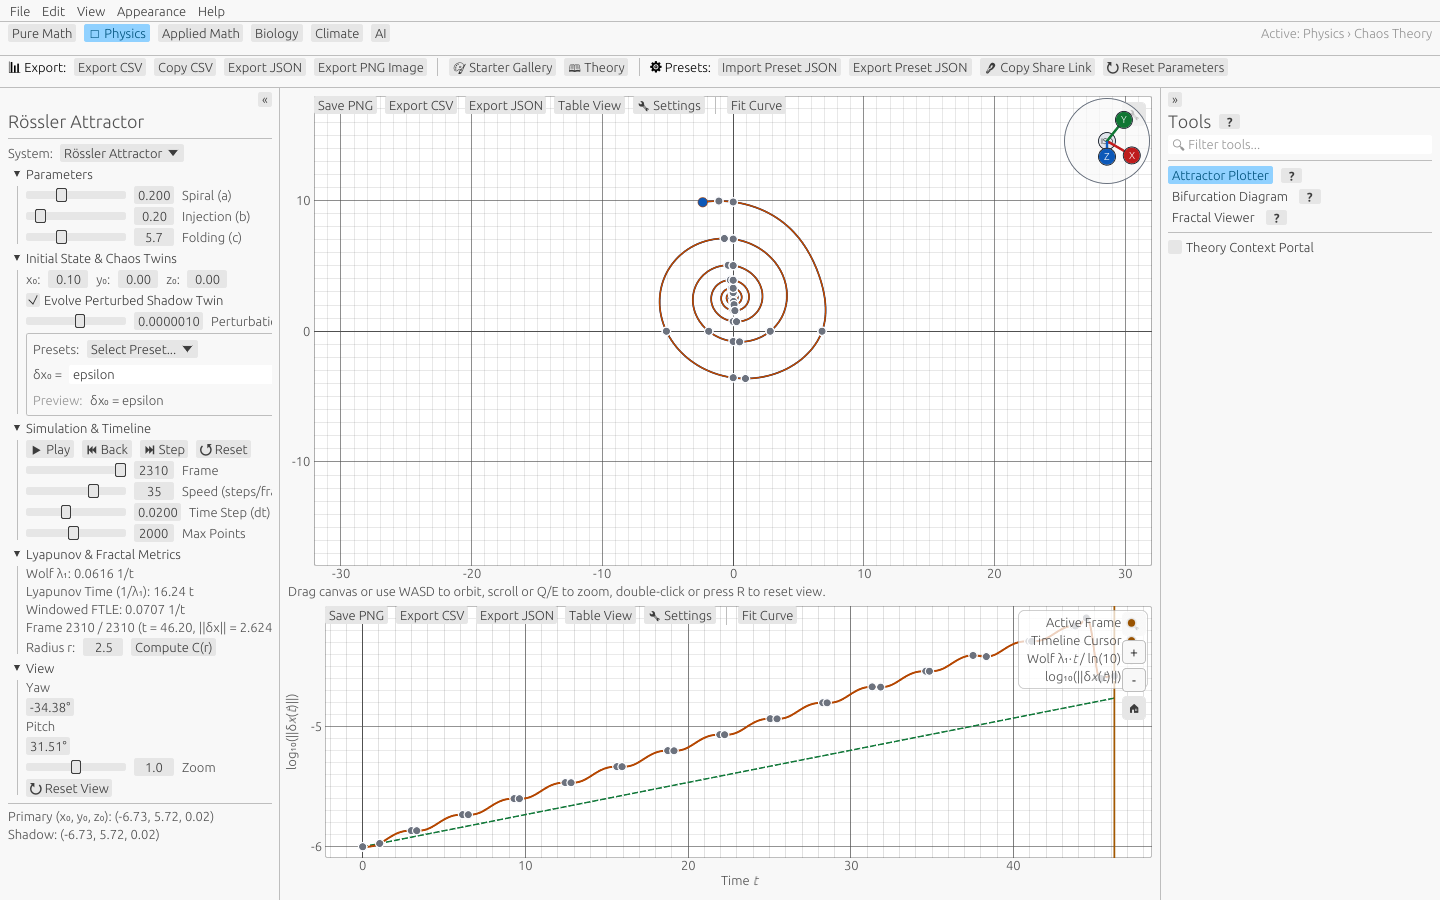 File Edit View Appearance Help
Pure Math Physics Applied Math Biology Climate AI Active: Physics › Chaos Theory
Export: Export CSV Copy CSV Export JSON Export PNG Image Starter Gallery Theory Presets: Import Preset JSON Export Preset JSON Copy Share Link Reset Parameters
«
Rössler Attractor
System: Rössler Attractor
Parameters
0.200 Spiral (a)
0.20 Injection (b)
5.7 Folding (c)
Initial State & Chaos Twins
x₀: 0.10 y₀: 0.00 z₀: 0.00
Evolve Perturbed Shadow Twin
0.0000010 Perturbati
Presets: Select Preset...
δx₀ = epsilon
Preview: δx₀ = epsilon
Simulation & Timeline
Play Back Step Reset
2310 Frame
35 Speed (steps/fra
0.0200 Time Step (dt)
2000 Max Points
Lyapunov & Fractal Metrics
Wolf λ₁: 0.0616 1/t
Lyapunov Time (1/λ₁): 16.24 t
Windowed FTLE: 0.0707 1/t
Frame 2310 / 2310 (t = 46.20, ||δx|| = 2.624
Radius r: 2.5 Compute C(r)
View
Yaw
-34.38°
Pitch
31.51°
1.0 Zoom
Reset View
Primary (x₀, y₀, z₀): (-6.73, 5.72, 0.02)
Shadow: (-6.73, 5.72, 0.02)
Save PNG Export CSV Export JSON Table View Settings Fit Curve
Y
Z
X
10
0
-10
-30 -20 -10 0 10 20 30
Drag canvas or use WASD to orbit, scroll or Q/E to zoom, double-click or press R to reset view.
Save PNG Export CSV Export JSON Table View Settings Fit Curve
Active Frame
Timeline Cursor
Wolf λ₁·t / ln(10)
log₁₀(||δx(t)||)
+
-
log₁₀(||δx(t)||)
-5
-6
0 10 20 30 40
Time t
»
Tools ?
Filter tools...
Attractor Plotter ?
Bifurcation Diagram ?
Fractal Viewer ?
Theory Context Portal